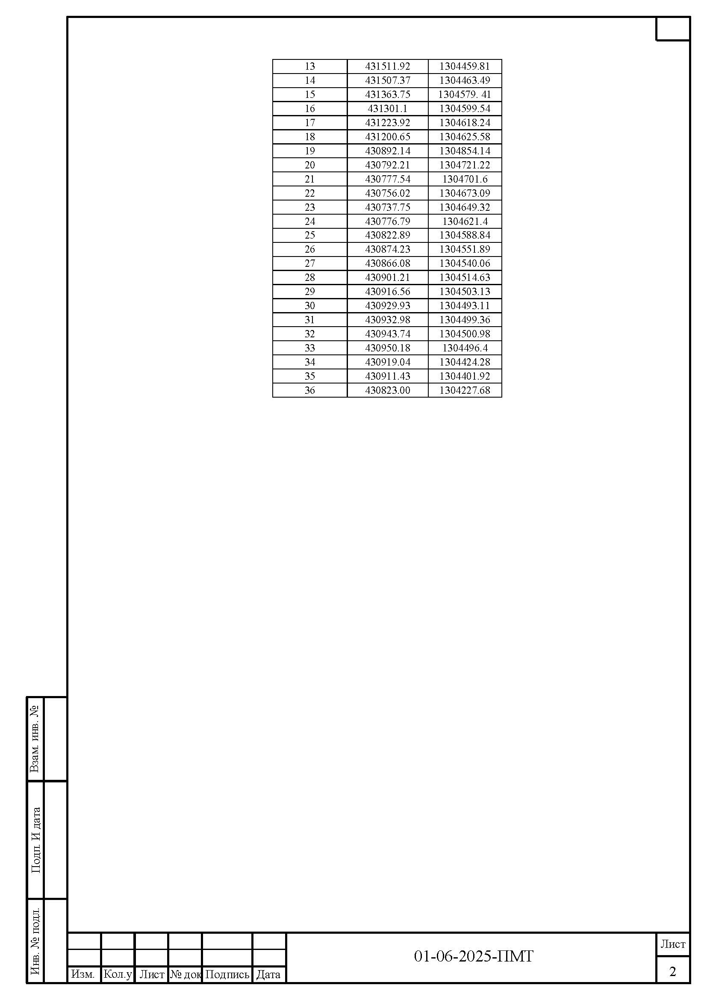 13 431511.92 1304459.81
14 431507.37 1304463.49
15 431363.75 1304579. 41
16 431301.1 1304599.54
17 431223.92 1304618.24
18 431200.65 1304625.58
19 430892.14 1304854.14
20 430792.21 1304721.22
21 430777.54 1304701.6
22 430756.02 1304673.09
23 430737.75 1304649.32
24 430776.79 1304621.4
25 430822.89 1304588.84
26 430874.23 1304551.89
27 430866.08 1304540.06
28 430901.21 1304514.63
29 430916.56 1304503.13
30 430929.93 1304493.11
31 430932.98 1304499.36
32 430943.74 1304500.98
33 430950.18 1304496.4
34 430919.04 1304424.28
35 430911.43 1304401.92
36 430823.00 1304227.68
Взам. инв. №
Подп. И дата
Инв. № подл.
Изм. Кол.у Лист № док Подпись Дата
01-06-2025-ПМТ
Лист
2